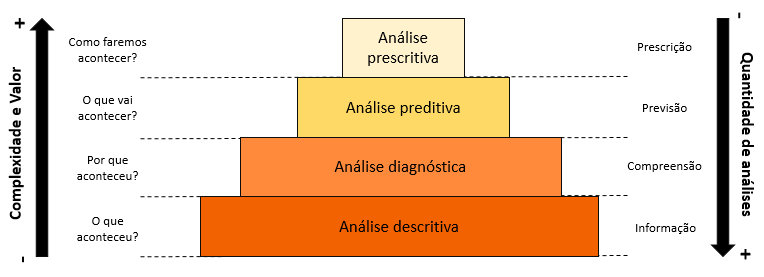 +
Complexidade e Valor
-
Como faremos
acontecer?
Análise
prescritiva
Prescrição
O que vai
acontecer?
Análise preditiva
Previsão
Por que
aconteceu?
Análise diagnóstica
Compreensão
O que
aconteceu?
Análise descritiva
Informação
-
Quantidade de análises
+